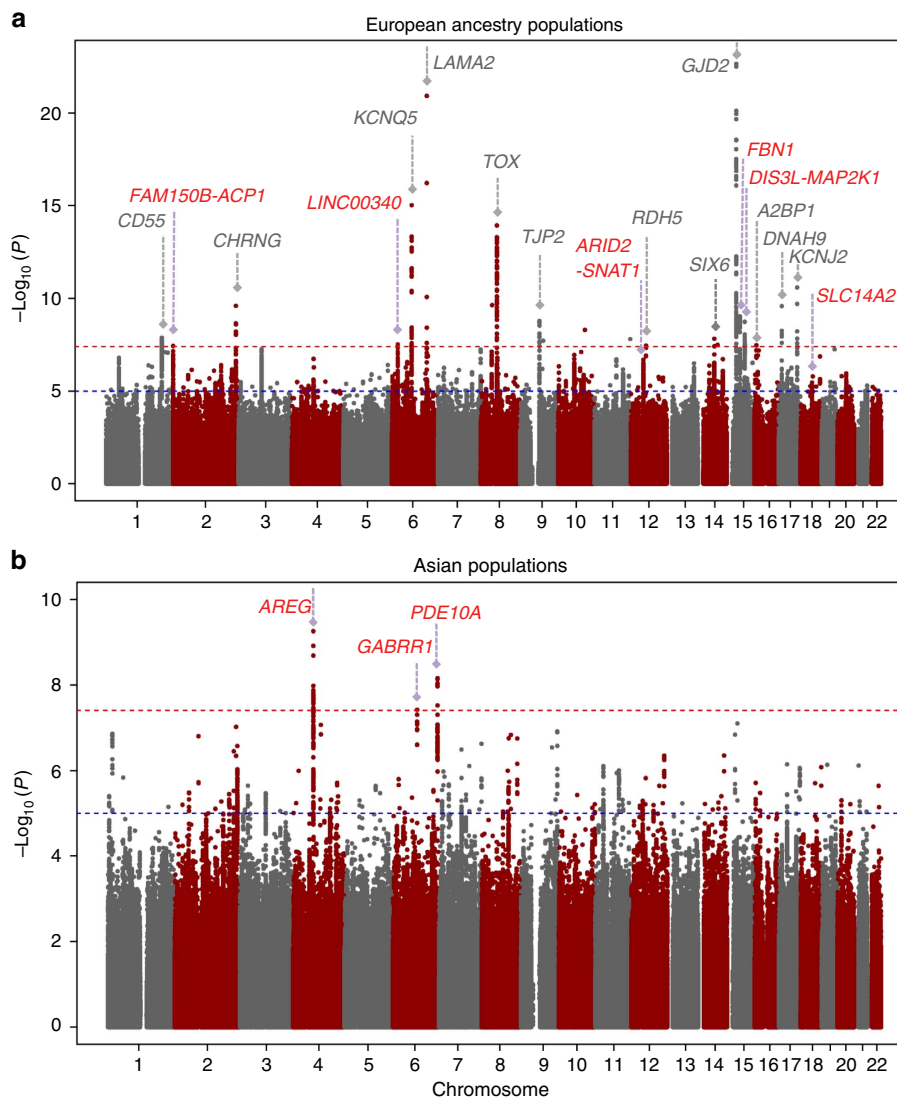 a
European ancestry populations
LAMA2
GJD2
KCNQ5
TOX
FBN1
DIS3L-MAP2K1
FAM150B-ACP1
LINC00340
CD55
RDH5
A2BP1
TJP2
ARID2
-SNAT1
DNAH9
CHRNG
SIX6
KCNJ2
SLC14A2
20
15
10
5
0
–Log10 (P)
1 2 3 4 5 6 7 8 9 10 11 12 13 14 15 16 17 18 20 22
b
Asian populations
AREG
PDE10A
GABRR1
10
8
6
4
2
0
–Log10 (P)
1 2 3 4 5 6 7 8 9 10 11 12 13 14 15 16 17 18 20 22
Chromosome